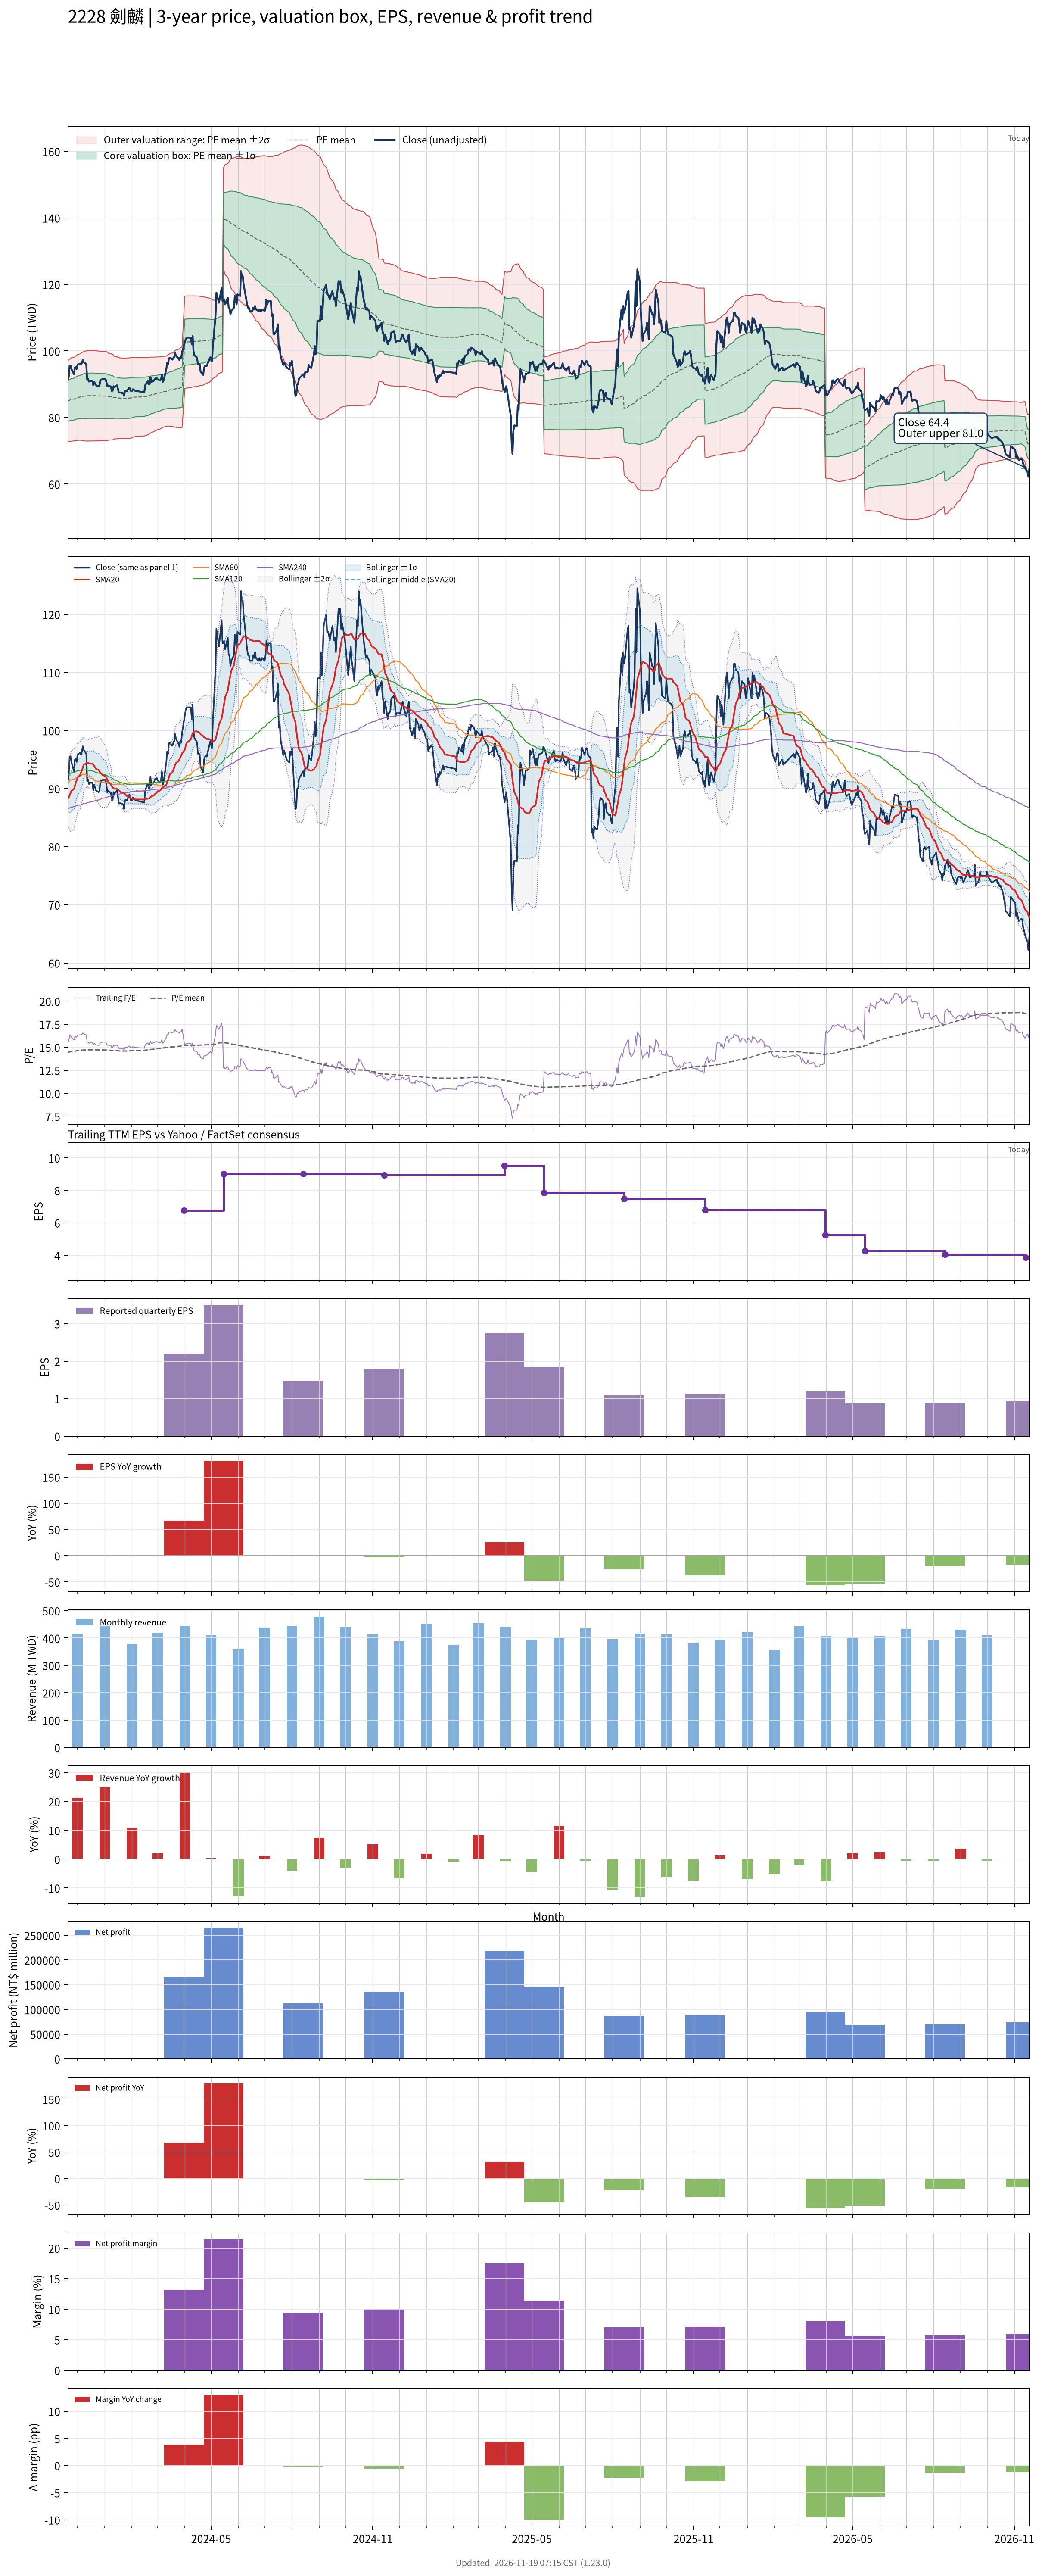 2228 劍麟 | 3-year price, valuation box, EPS, revenue & profit trend
Outer valuation range: PE mean ±2σ
PE mean
Close (unadjusted)
Core valuation box: PE mean ±1σ
Today
Price (TWD)
160
140
120
100
80
60
Close 64.4
Outer upper 81.0
Close (same as panel 1)
SMA20
SMA60
SMA120
SMA240
Bollinger ±2σ
Bollinger ±1σ
Bollinger middle (SMA20)
Price
120
110
100
90
80
70
60
Trailing P/E
P/E mean
P/E
20.0
17.5
15.0
12.5
10.0
7.5
Trailing TTM EPS vs Yahoo / FactSet consensus
Today
EPS
10
8
6
4
Reported quarterly EPS
EPS
3
2
1
0
EPS YoY growth
YoY (%)
150
100
50
0
-50
Monthly revenue
Revenue (M TWD)
500
400
300
200
100
0
Revenue YoY growth
YoY (%)
30
20
10
0
-10
Month
Net profit
Net profit (NT$ million)
250000
200000
150000
100000
50000
0
Net profit YoY
YoY (%)
150
100
50
0
-50
Net profit margin
Margin (%)
20
15
10
5
0
Margin YoY change
Δ margin (pp)
10
5
0
-5
-10
2024-05
2024-11
2025-05
2025-11
2026-05
2026-11
Updated: 2026-11-19 07:15 CST (1.23.0)